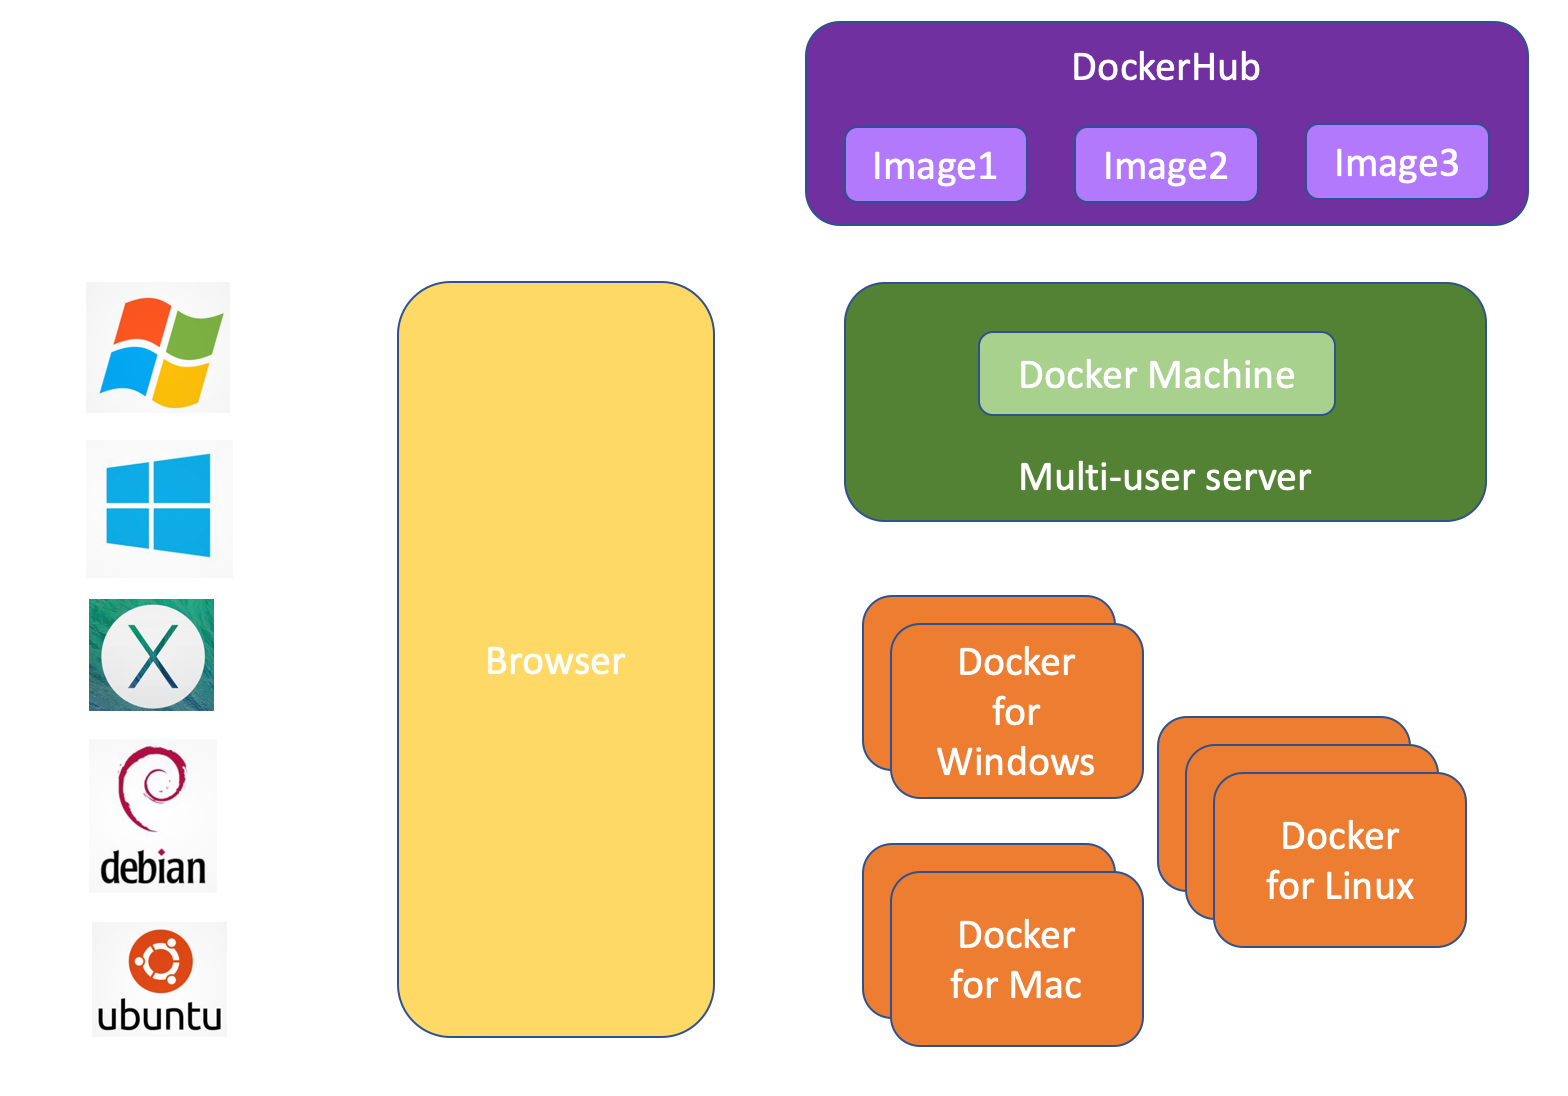 DockerHub
Image1
Image2
Image3
Docker Machine
Multi-user server
Browser
debian
ubuntu
Docker
for
Windows
Docker
for Linux
Docker
for Mac